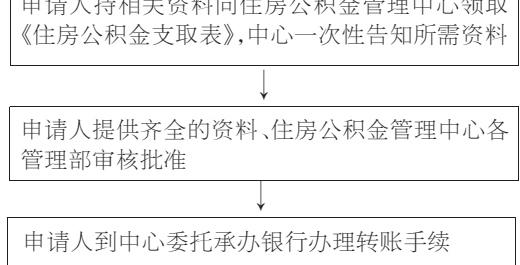 申请人持相关资料向住房公积金管理中心领取
《住房公积金支取表》,中心一次性告知所需资料
申请人提供齐全的资料、住房公积金管理中心各
管理部审核批准
申请人到中心委托承办银行办理转账手续